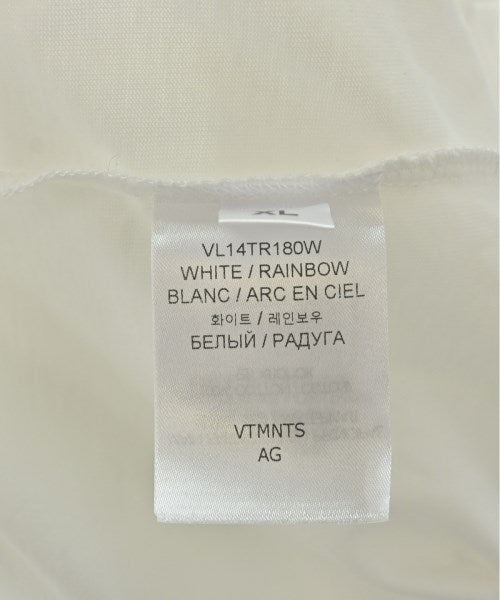 XL
VL14TR180W
WHITE / RAINBOW
BLANC / ARC EN CIEL
화이트 / 레인보우
БЕЛЫЙ / РАДУГА
VTMNTS
AG